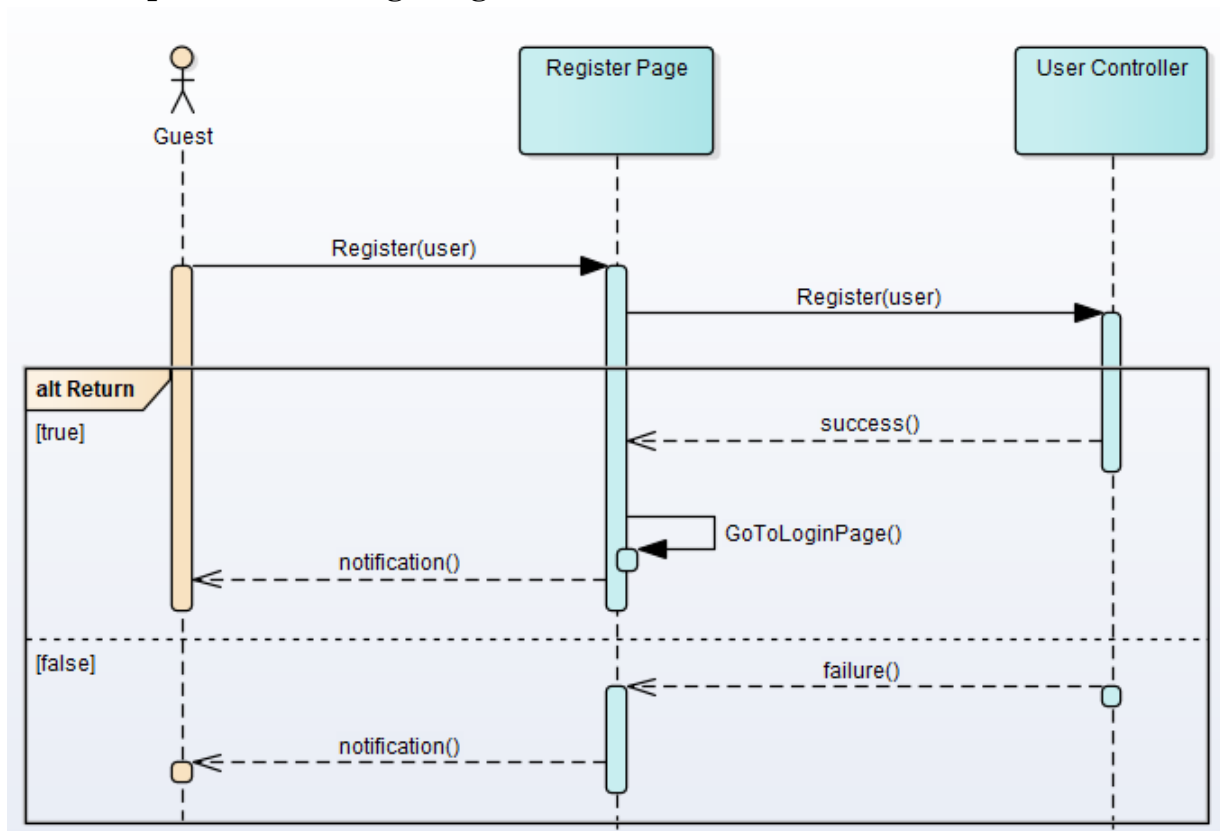 Guest
Register Page
User Controller
Register(user)
Register(user)
alt Return
[true]
success()
GoToLoginPage()
notification()
[false]
failure()
notification()